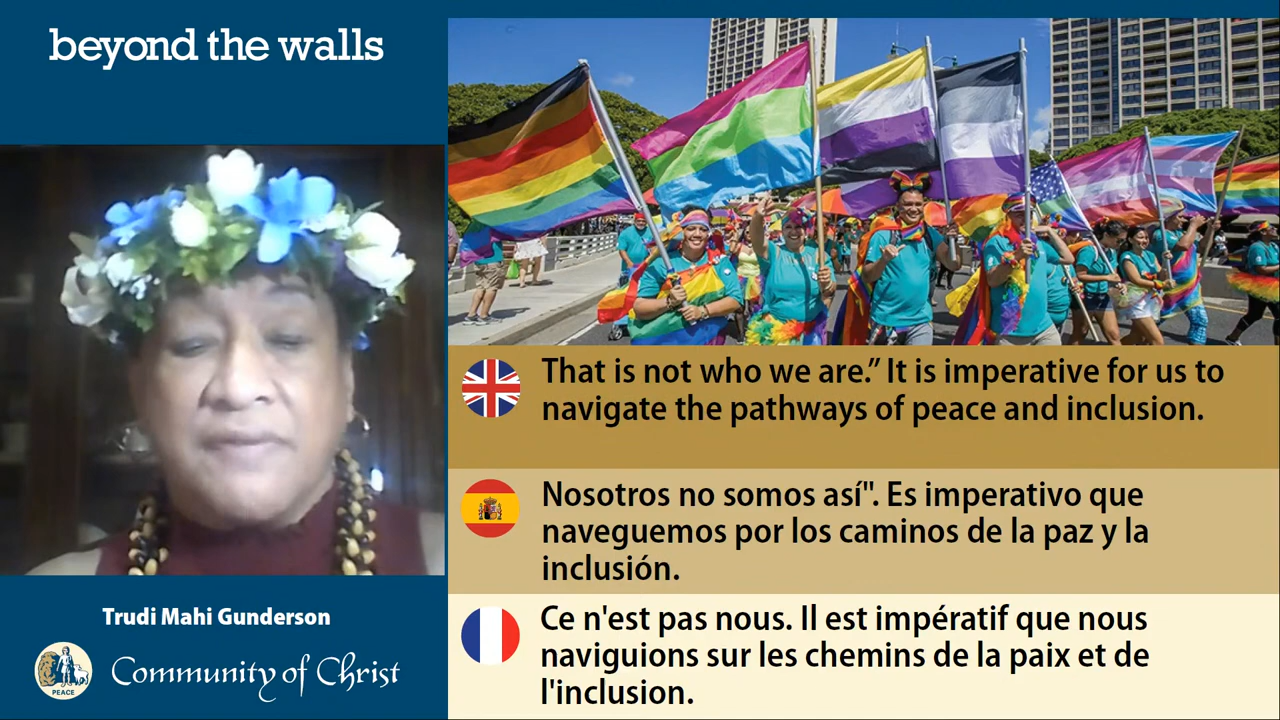 beyond the walls
That is not who we are.” It is imperative for us to
navigate the pathways of peace and inclusion.
Nosotros no somos así". Es imperativo que
naveguemos por los caminos de la paz y la
inclusión.
Ce n'est pas nous. Il est impératif que nous
naviguions sur les chemins de la paix et de
l'inclusion.
Trudi Mahi Gunderson
PEACE
Community of Christ